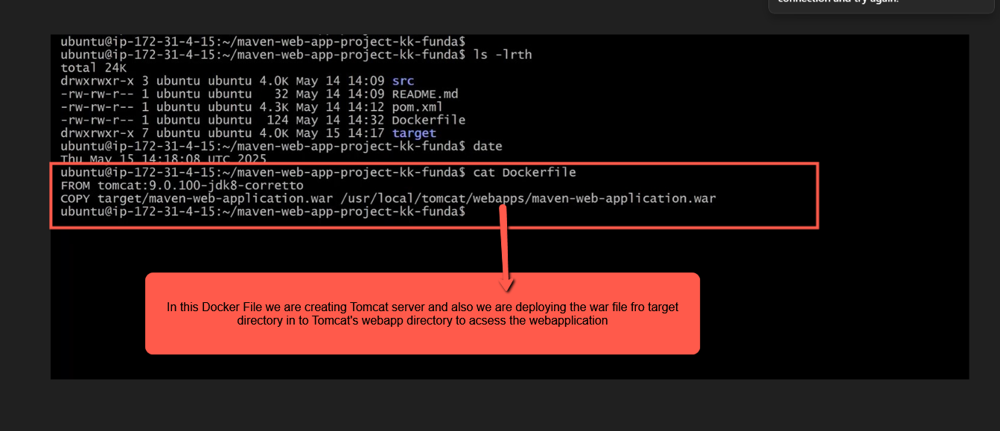 connection and try again.
ubuntu@ip-172-31-4-15:~/maven-web-app-project-kk-funda$
ubuntu@ip-172-31-4-15:~/maven-web-app-project-kk-funda$ ls -lrth
total 24K
drwxrwxr-x 3 ubuntu ubuntu 4.0K May 14 14:09 src
-rw-rw-r-- 1 ubuntu ubuntu   32 May 14 14:09 README.md
-rw-rw-r-- 1 ubuntu ubuntu 4.3K May 14 14:12 pom.xml
-rw-rw-r-- 1 ubuntu ubuntu  124 May 14 14:32 Dockerfile
drwxrwxr-x 7 ubuntu ubuntu 4.0K May 15 14:17 target
ubuntu@ip-172-31-4-15:~/maven-web-app-project-kk-funda$ date
Thu May 15 14:18:08 UTC 2025
ubuntu@ip-172-31-4-15:~/maven-web-app-project-kk-funda$ cat Dockerfile
FROM tomcat:9.0.100-jdk8-corretto
COPY target/maven-web-application.war /usr/local/tomcat/webapps/maven-web-application.war
ubuntu@ip-172-31-4-15:~/maven-web-app-project-kk-funda$
In this Docker File we are creating Tomcat server and also we are deploying the war file fro target
directory in to Tomcat's webapp directory to acsess the webapplication